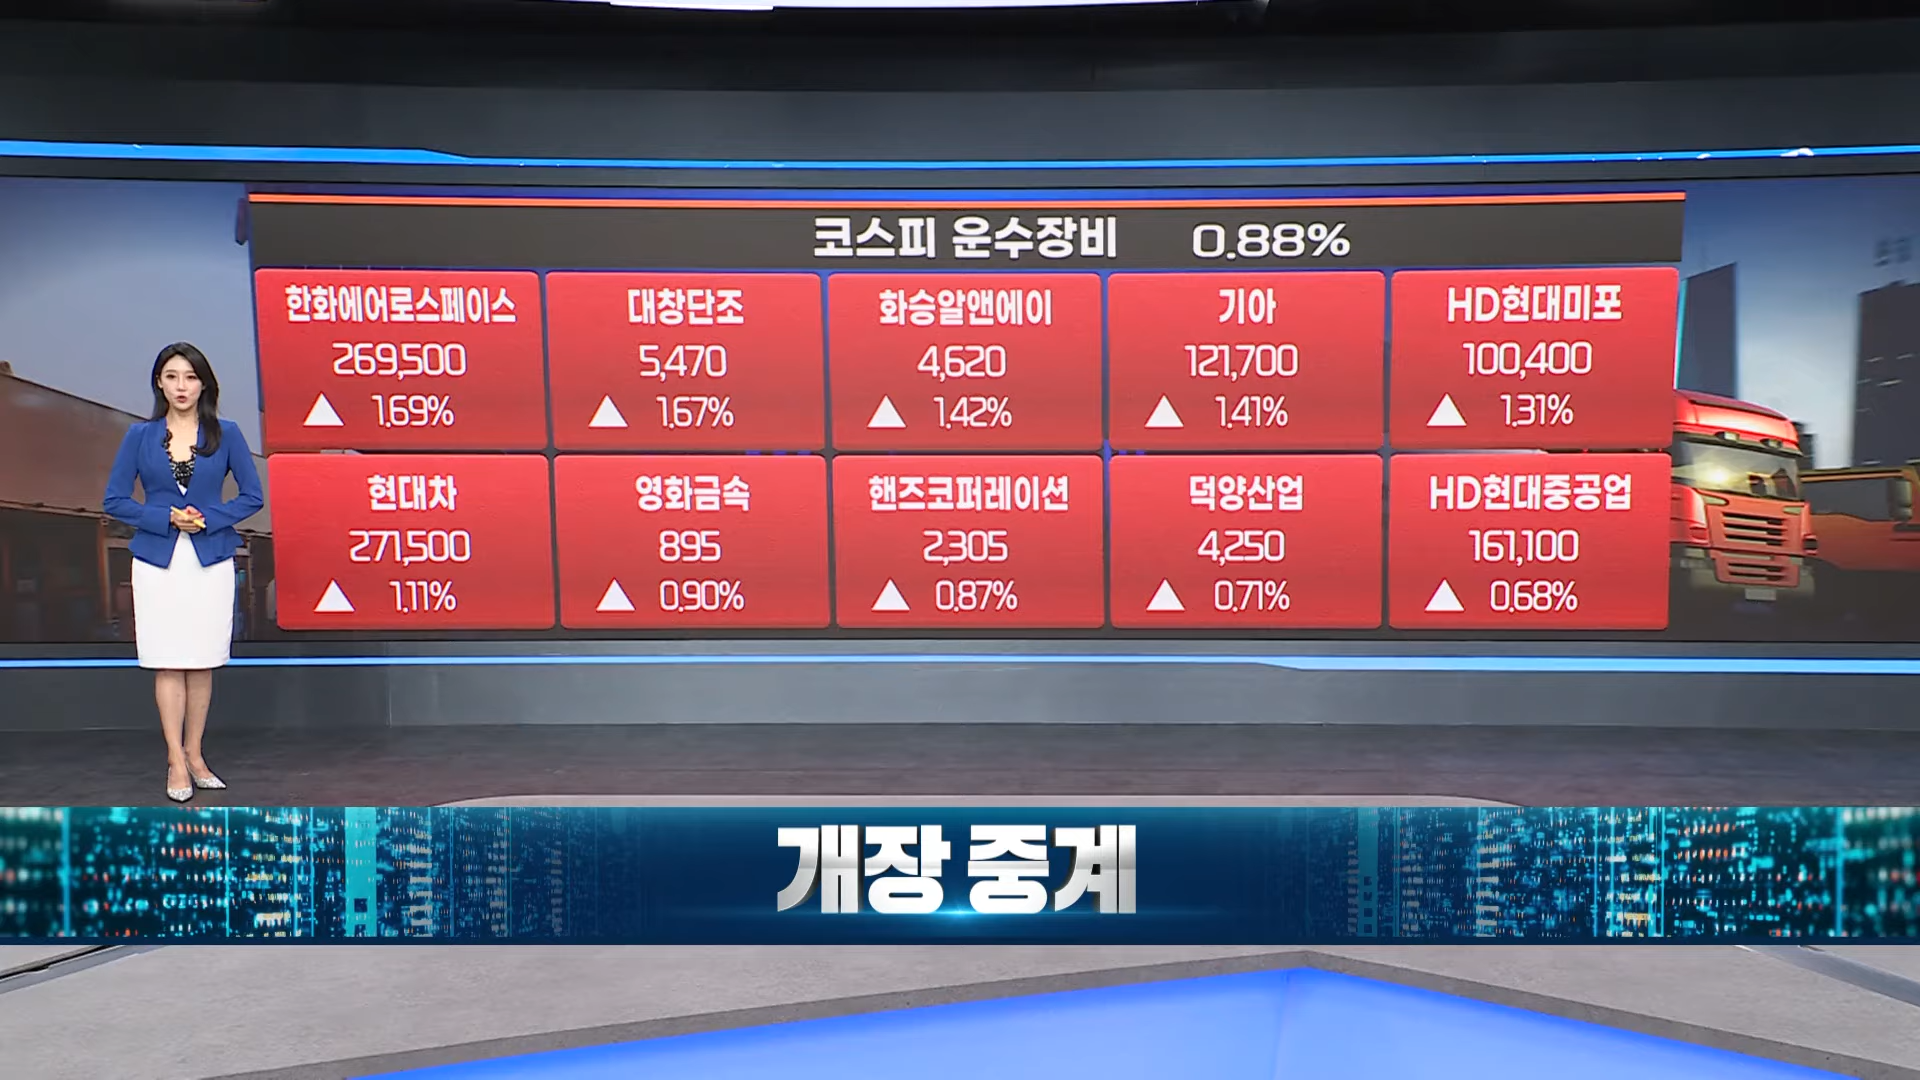 코스피 운수장비 0.88%
한화에어로스페이스
269,500
▲ 1.69%
대창단조
5,470
▲ 1.67%
화승알앤에이
4,620
▲ 1.42%
기아
121,700
▲ 1.41%
HD현대미포
100,400
▲ 1.31%
현대차
271,500
▲ 1.11%
영화금속
895
▲ 0.90%
핸즈코퍼레이션
2,305
▲ 0.87%
덕양산업
4,250
▲ 0.71%
HD현대중공업
161,100
▲ 0.68%
개장 중계